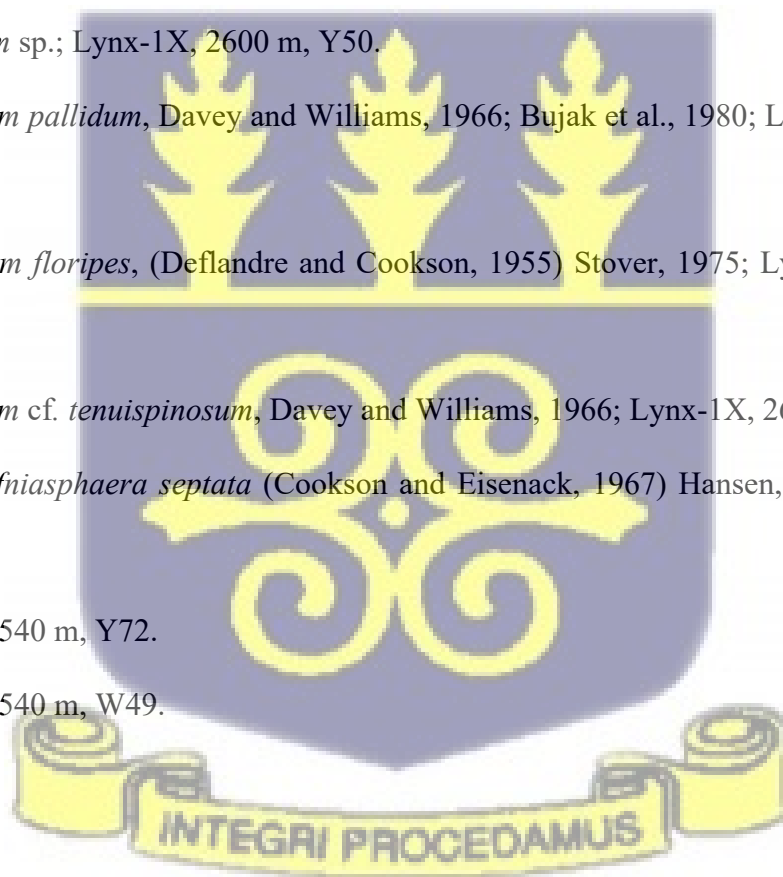 m sp.; Lynx-1X, 2600 m, Y50.
m pallidum, Davey and Williams, 1966; Bujak et al., 1980; L
m floripes, (Deflandre and Cookson, 1955) Stover, 1975; Ly
m cf. tenuispinosum, Davey and Williams, 1966; Lynx-1X, 26
fniasphaera septata (Cookson and Eisenack, 1967) Hansen,
540 m, Y72.
540 m, W49.
INTEGRI PROCEDAMUS